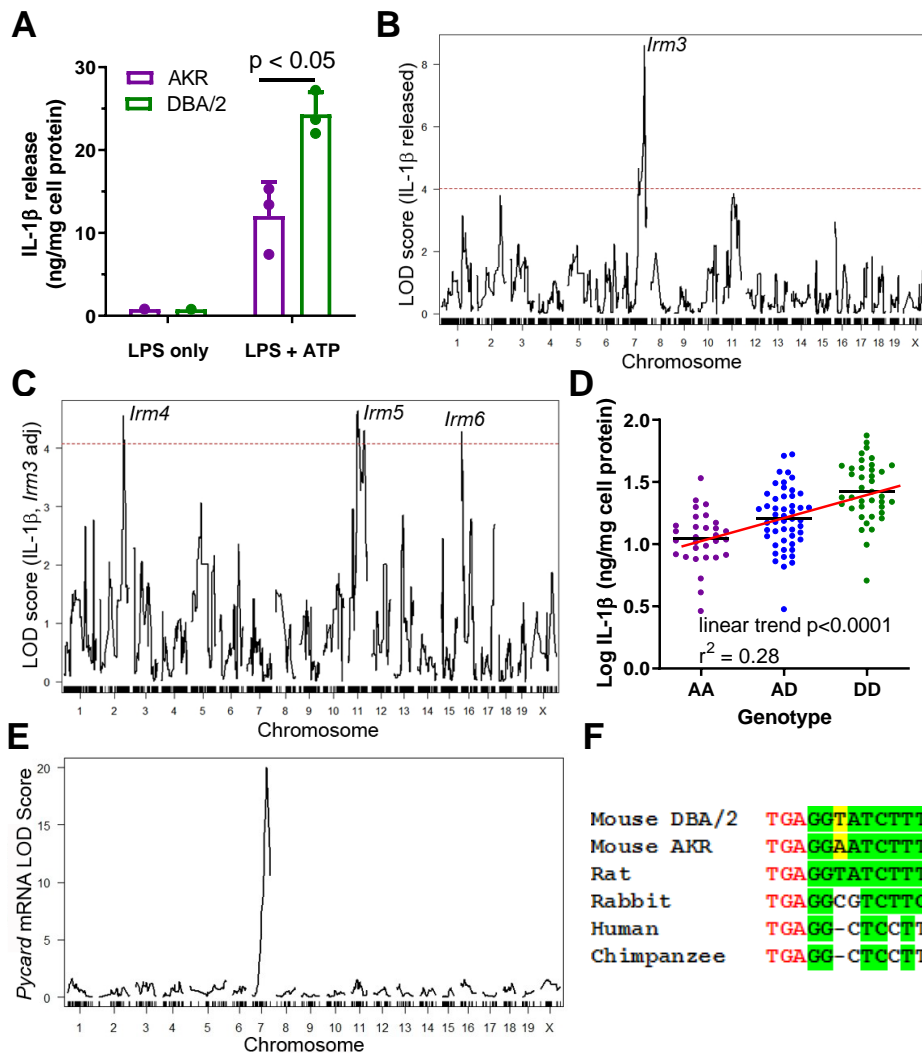 A
p < 0.05
AKR
DBA/2
IL-1β release
(ng/mg cell protein)
30
20
10
0
LPS only
LPS + ATP
B
Irm3
LOD score (IL-1β released)
8
6
4
2
0
1 2 3 4 5 6 7 8 9 10 11 12 13 14 15 16 17 18 19 X
Chromosome
C
Irm4
Irm5
Irm6
LOD score (IL-1β, Irm3 adj)
4
3
2
1
0
1 2 3 4 5 6 7 8 9 10 11 12 13 14 15 16 17 18 19 X
Chromosome
D
Log IL-1β (ng/mg cell protein)
2.0
1.5
1.0
0.5
0.0
linear trend p<0.0001
r² = 0.28
AA AD DD
Genotype
E
Pycard mRNA LOD Score
20
15
10
5
0
1 2 3 4 5 6 7 8 9 10 11 12 13 14 15 16 17 18 19 X
Chromosome
F
Mouse DBA/2 TGAGGTATCTTT
Mouse AKR TGAGGAATCTTT
Rat TGAGGTATCTTT
Rabbit TGAGGCGTCTTG
Human TGAGG-CTCCTT
Chimpanzee TGAGG-CTCCTT